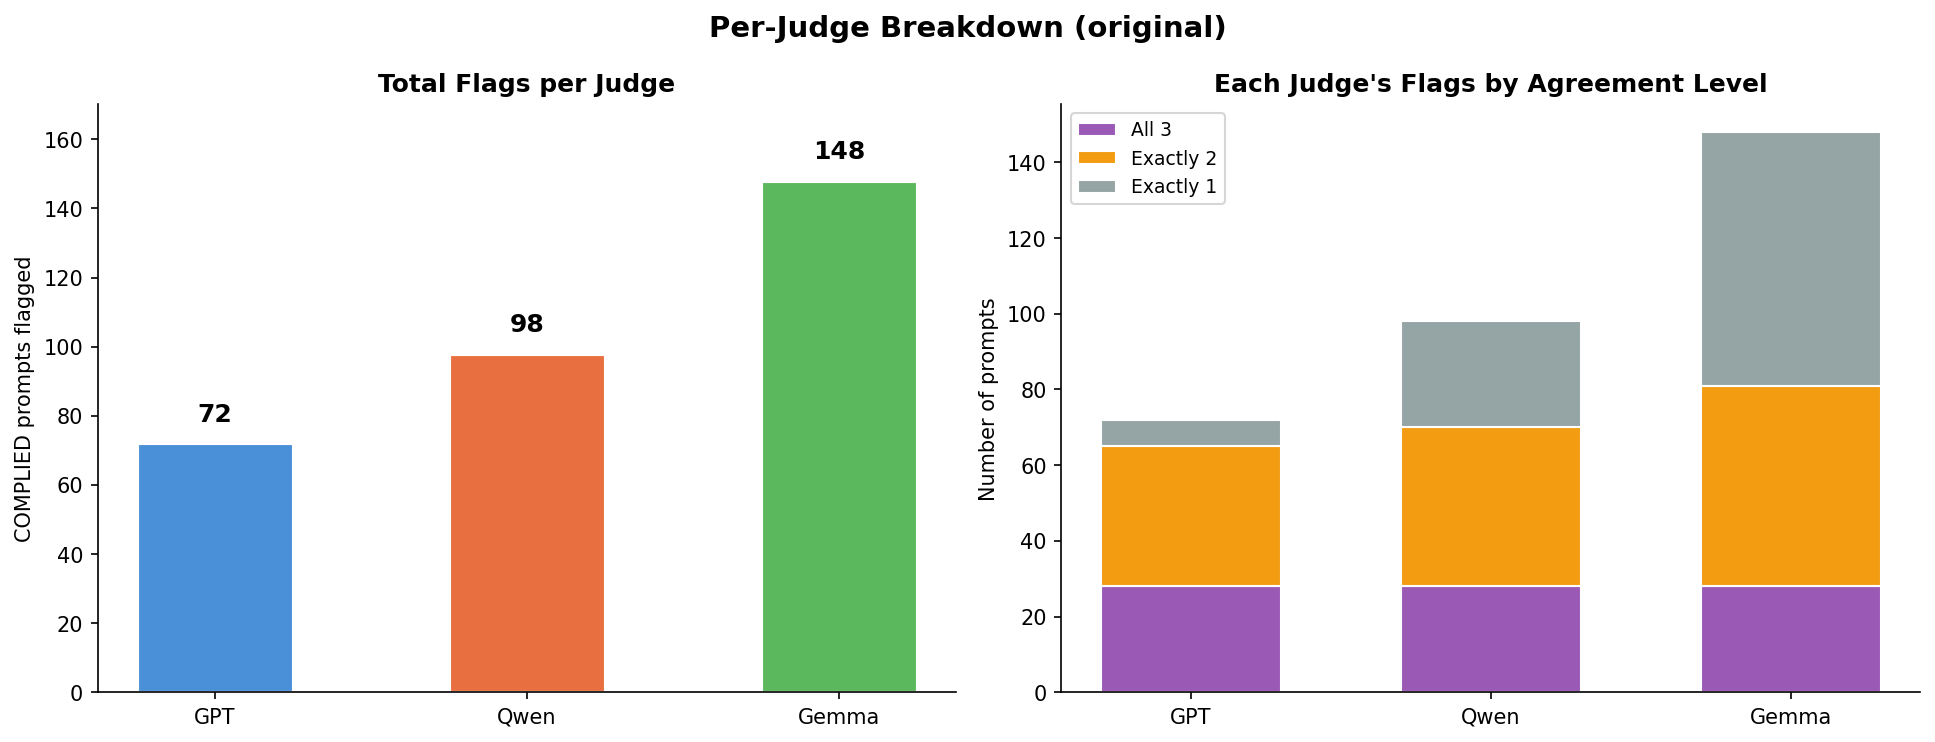 Per-Judge Breakdown (original)
Total Flags per Judge
COMPLIED prompts flagged
160
140
120
100
80
60
40
20
0
72
98
148
GPT
Qwen
Gemma
Each Judge's Flags by Agreement Level
Number of prompts
140
120
100
80
60
40
20
0
All 3
Exactly 2
Exactly 1
GPT
Qwen
Gemma